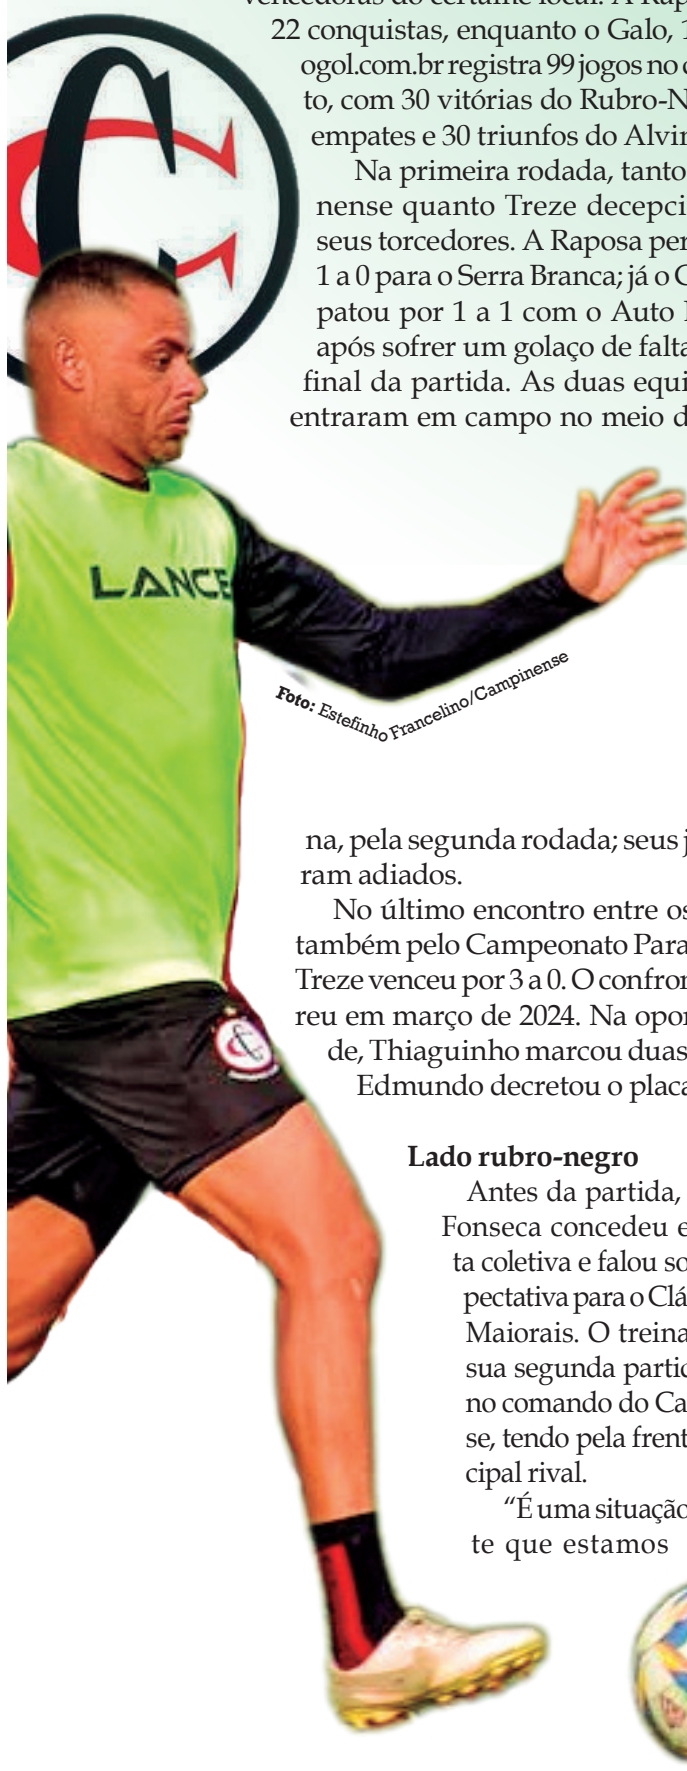 vencedoras do certame local. A Rap
22 conquistas, enquanto o Galo, 1
ogol.com.br registra 99 jogos no c
to, com 30 vitórias do Rubro-N
empates e 30 triunfos do Alvin
Na primeira rodada, tanto
nense quanto Treze decepci
seus torcedores. A Raposa per
1 a 0 para o Serra Branca; já o G
patou por 1 a 1 com o Auto
após sofrer um golaço de falta
final da partida. As duas equi
entraram em campo no meio d
LANCE
Foto: Estefinho Francelino/Campinense
na, pela segunda rodada; seus j
ram adiados.
No último encontro entre os
também pelo Campeonato Para
Treze venceu por 3 a 0. O confron
reu em março de 2024. Na opor
de, Thiaguinho marcou duas
Edmundo decretou o placa
Lado rubro-negro
Antes da partida,
Fonseca concedeu e
ta coletiva e falou so
pectativa para o Clá
Maiorais. O treina
sua segunda partid
no comando do Ca
se, tendo pela frent
cipal rival.
“É uma situação
te que estamos